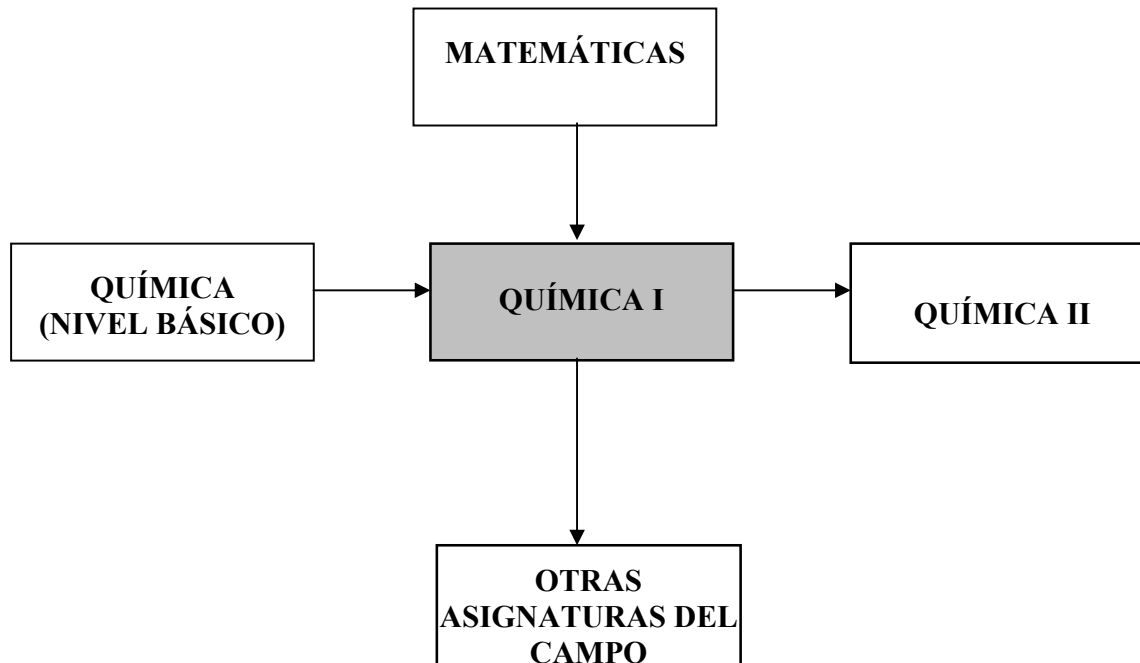 MATEMÁTICAS
QUÍMICA
(NIVEL BÁSICO)
QUÍMICA I
QUÍMICA II
OTRAS
ASIGNATURAS DEL
CAMPO